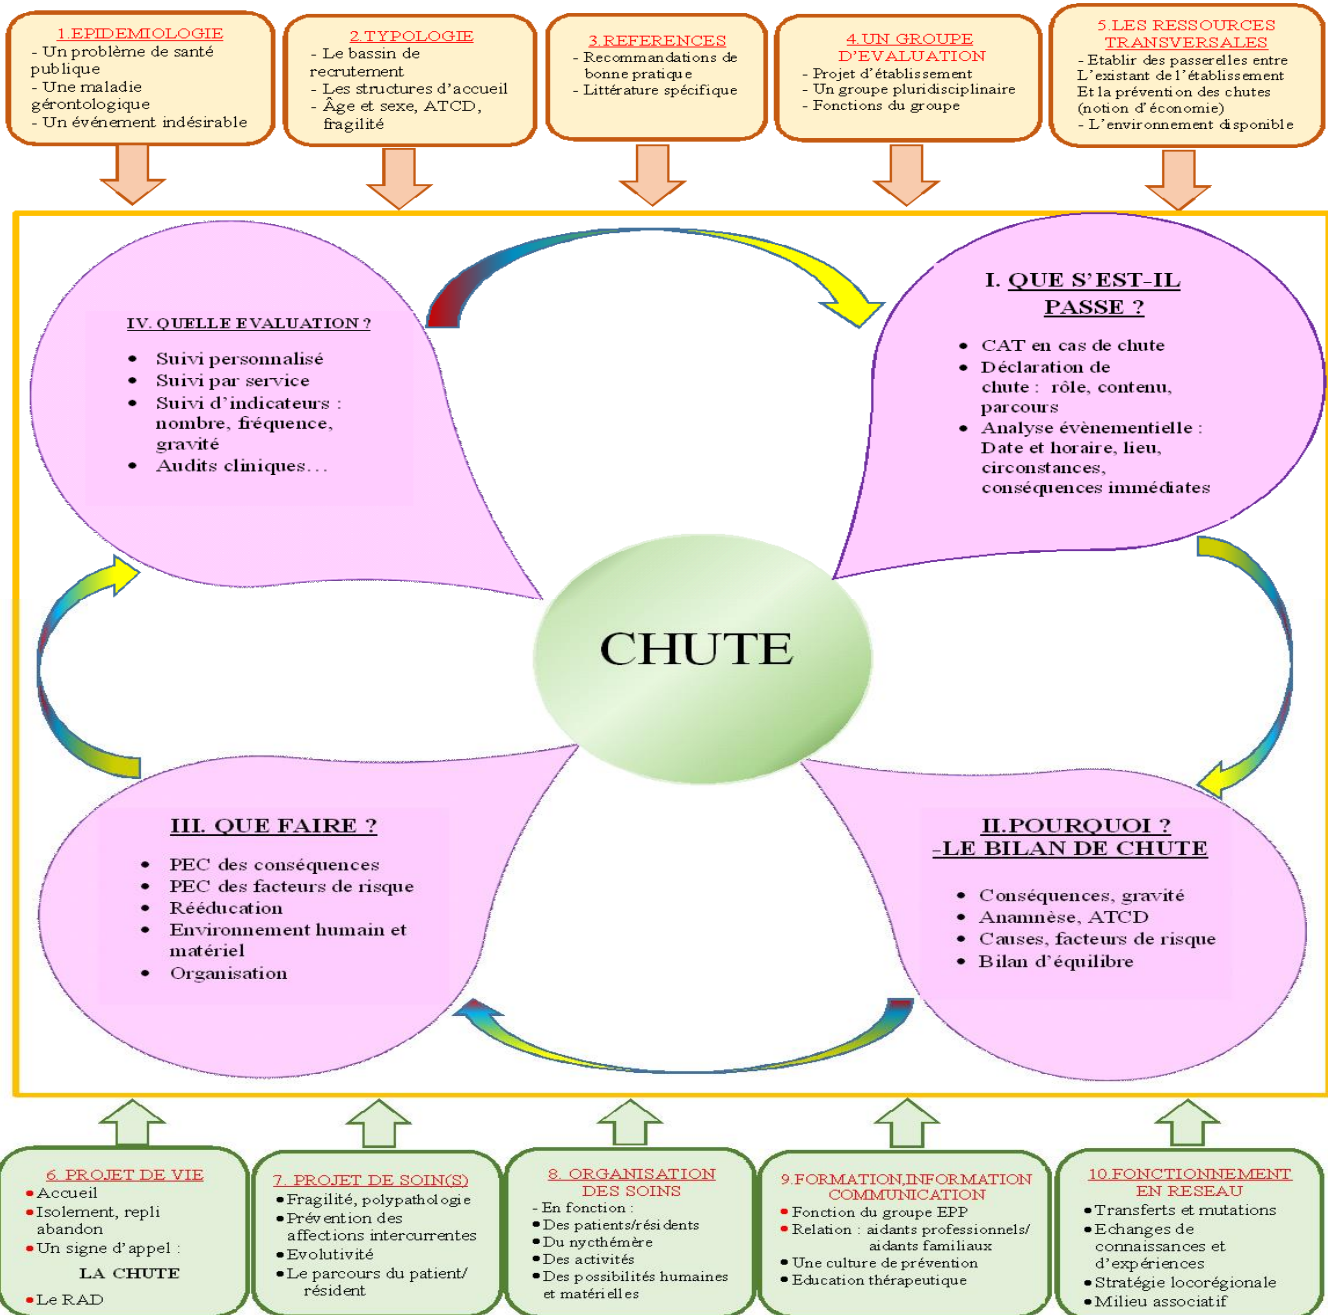 1.EPIDEMIOLOGIE
- Un problème de santé
publique
- Une maladie
gérontologique
- Un événement indésirable
2.TYPOLOGIE
- Le bassin de
recrutement
- Les structures d'accueil
- Âge et sexe, ATCD,
fragilité
3.REFERENCES
- Recommandations de
bonne pratique
- Littérature spécifique
4.UN GROUPE
D'EVALUATION
- Projet d'établissement
- Un groupe pluridisciplinaire
- Fonctions du groupe
5.LES RESSOURCES
TRANSVERSALES
- Etablir des passerelles entre
L'existant de l'établissement
Et la prévention des chutes
(notion d'économie)
- L'environnement disponible
IV. QUELLE EVALUATION ?
• Suivi personnalisé
• Suivi par service
• Suivi d'indicateurs :
nombre, fréquence,
gravité
• Audits cliniques…
I. QUE S'EST-IL
PASSE ?
• CAT en cas de chute
• Déclaration de
chute : rôle, contenu,
parcours
• Analyse évènementielle :
Date et horaire, lieu,
circonstances,
conséquences immédiates
CHUTE
III. QUE FAIRE ?
• PEC des conséquences
• PEC des facteurs de risque
• Rééducation
• Environnement humain et
matériel
• Organisation
II.POURQUOI ?
-LE BILAN DE CHUTE
• Conséquences, gravité
• Anamnèse, ATCD
• Causes, facteurs de risque
• Bilan d'équilibre
6. PROJET DE VIE
• Accueil
• Isolement, repli
abandon
• Un signe d'appel :
LA CHUTE
• Le RAD
7. PROJET DE SOIN(S)
• Fragilité, polypathologie
• Prévention des
affections intercurrentes
• Evolutivité
• Le parcours du patient/
résident
8. ORGANISATION
DES SOINS
- En fonction :
• Des patients/résidents
• Du nycthémère
• Des activités
• Des possibilités humaines
et matérielles
9.FORMATION,INFORMATION
COMMUNICATION
• Fonction du groupe EPP
• Relation : aidants professionnels/
aidants familiaux
• Une culture de prévention
• Education thérapeutique
10.FONCTIONNEMENT
EN RESEAU
• Transferts et mutations
• Echanges de
connaissances et
d'expériences
• Stratégie locorégionale
• Milieu associatif